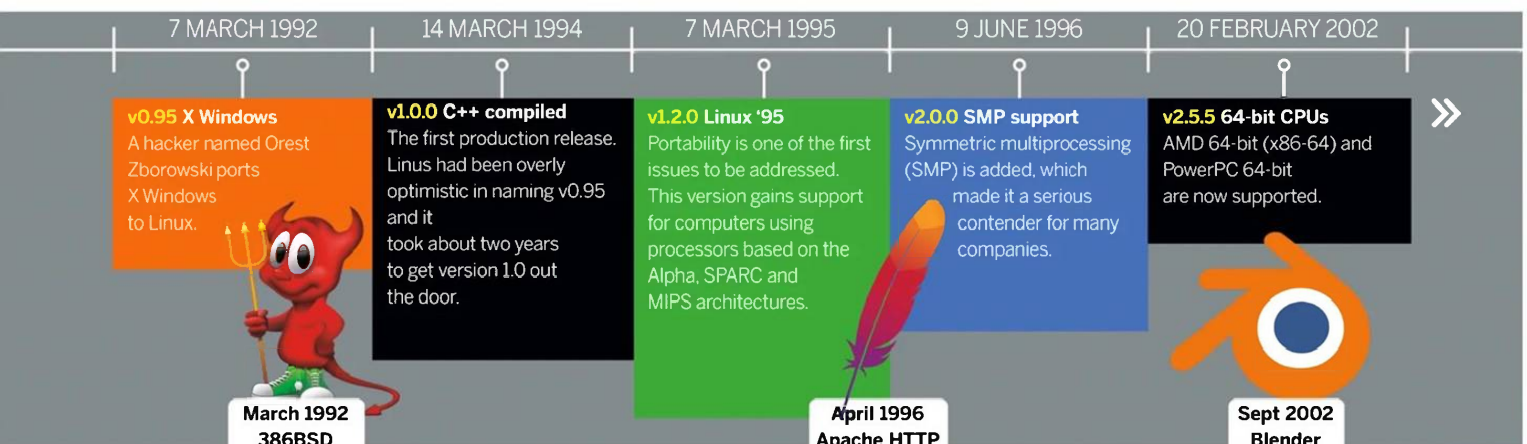 7 MARCH 1992
14 MARCH 1994
7 MARCH 1995
9 JUNE 1996
20 FEBRUARY 2002
v0.95 X Windows
A hacker named Orest
Zborowski ports
X Windows
to Linux.
v1.0.0 C++ compiled
The first production release.
Linus had been overly
optimistic in naming v0.95
and it
took about two years
to get version 1.0 out
the door.
v1.2.0 Linux ‘95
Portability is one of the first
issues to be addressed.
This version gains support
for computers using
processors based on the
Alpha, SPARC and
MIPS architectures.
v2.0.0 SMP support
Symmetric multiprocessing
(SMP) is added, which
made it a serious
contender for many
companies.
v2.5.5 64-bit CPUs
AMD 64-bit (x86-64) and
PowerPC 64-bit
are now supported.
March 1992
386BSD
April 1996
Apache HTTP
Sept 2002
Blender